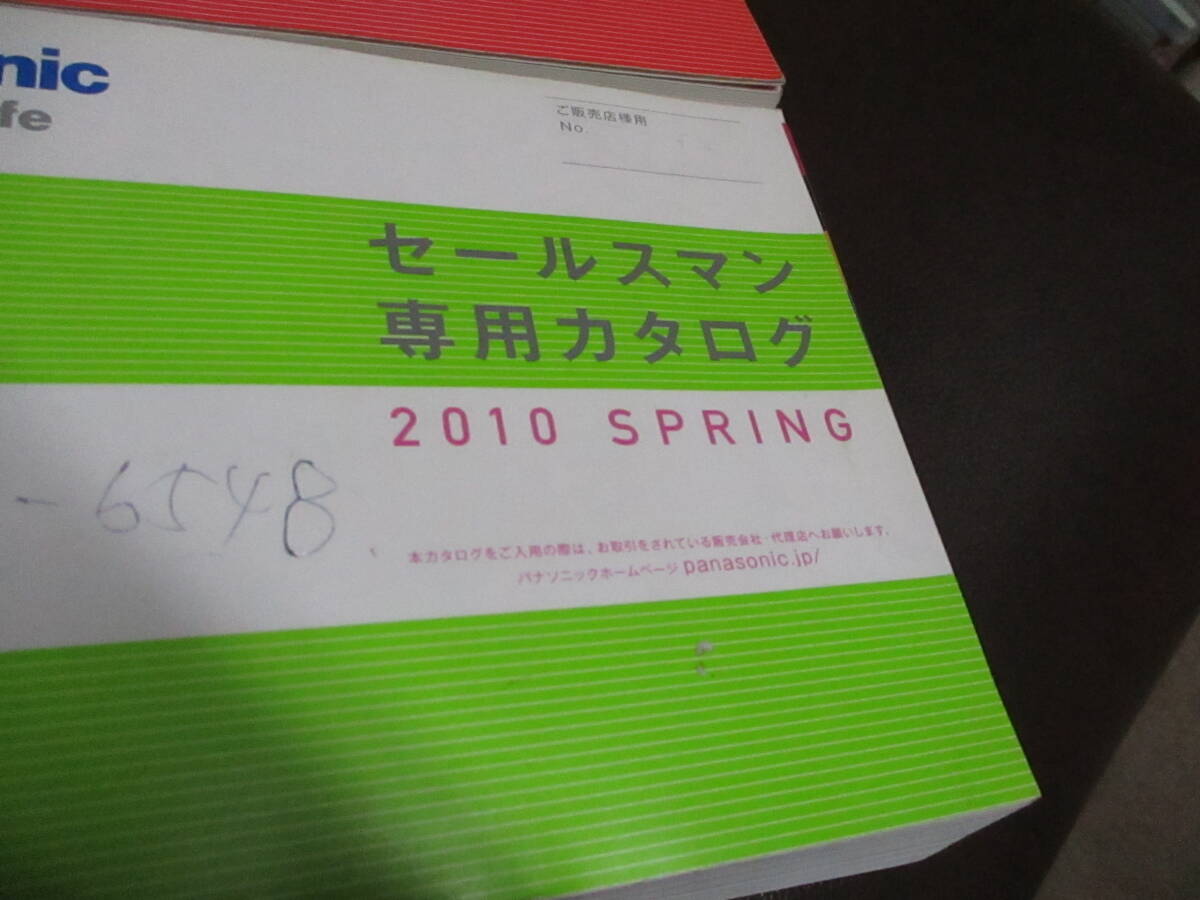 nic
fe
ご販売店様用
No.
セールスマン
専用カタログ
2010 SPRING
-6548
本カタログをご入用の際は、お取引をされている販売会社・代理店へお願いします。
パナソニックホームページ panasonic.jp/